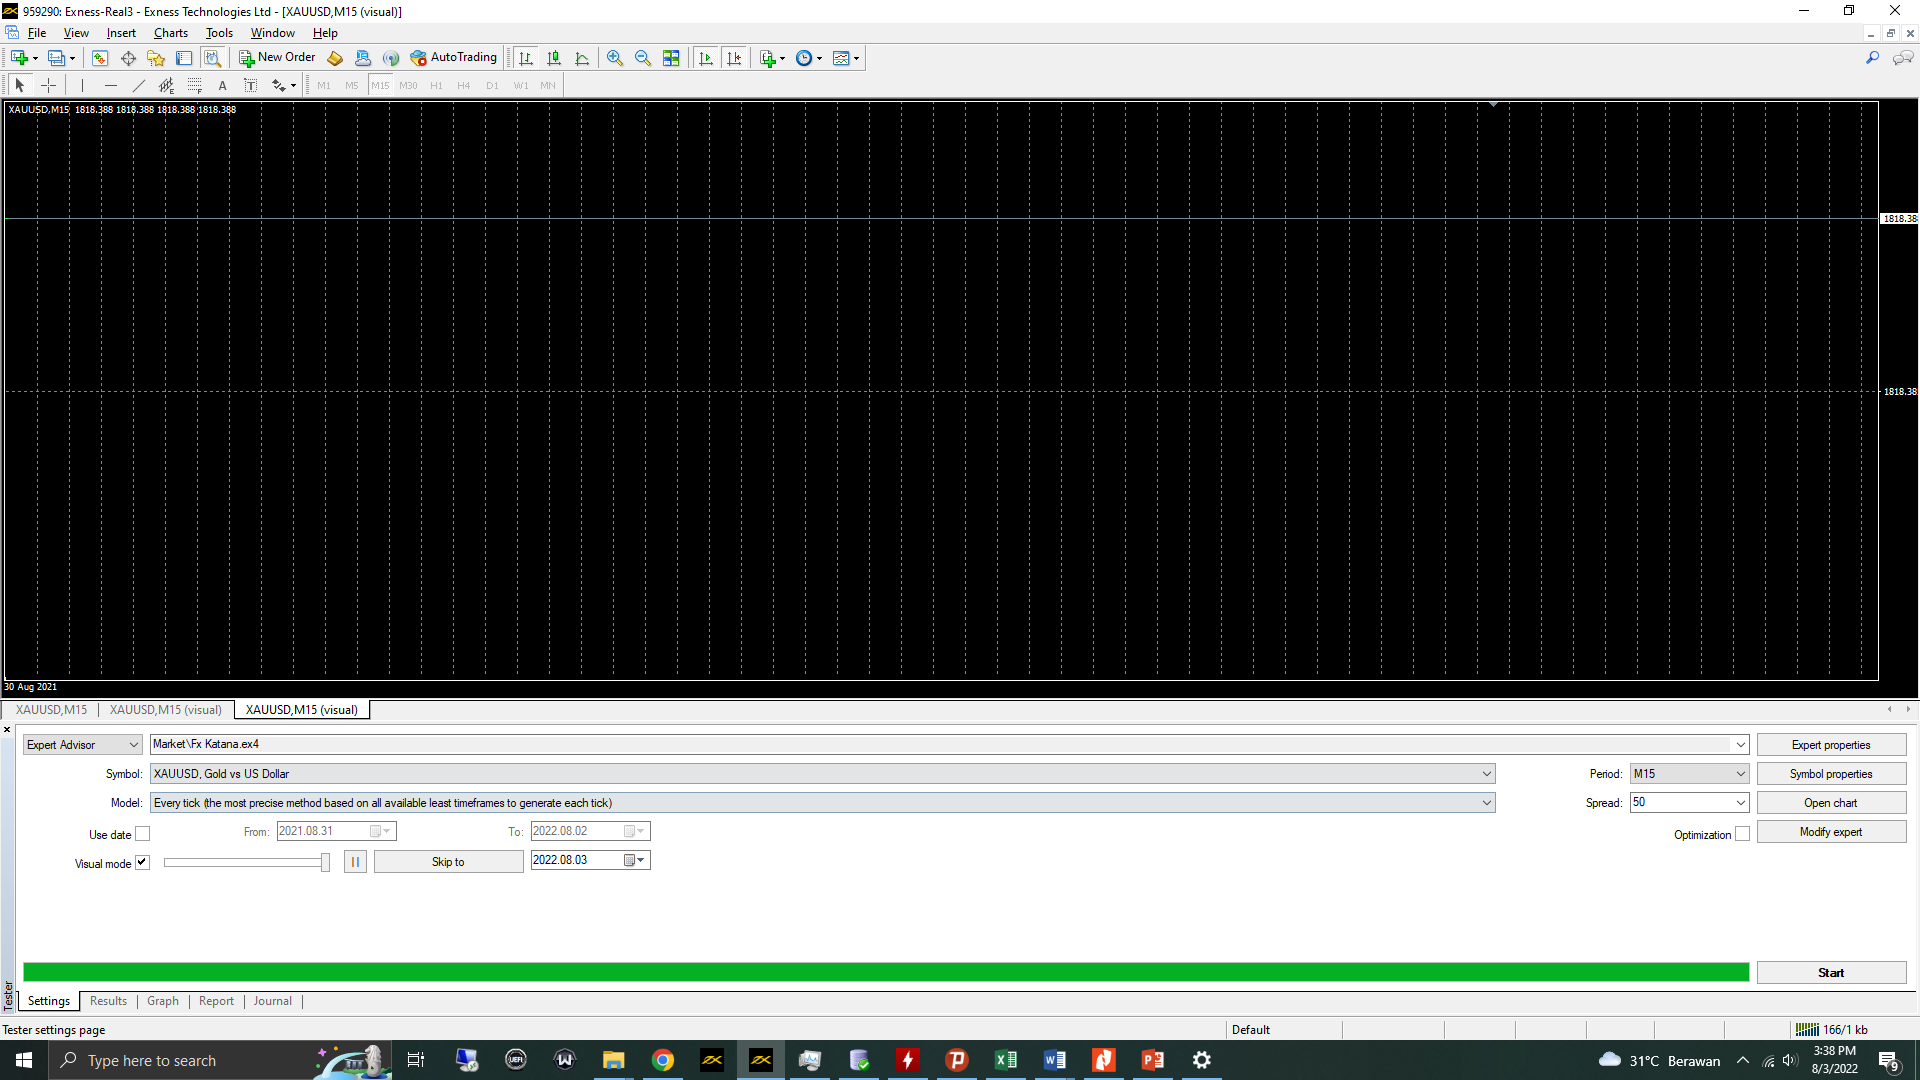 959290: Exness-Real3 - Exness Technologies Ltd - [XAUUSD,M15 (visual)]
File View Insert Charts Tools Window Help
New Order AutoTrading
A T M1 M5 M15 M30 H1 H4 D1 W1 MN
XAUUSD,M15 1818.388 1818.388 1818.388 1818.388
1818.38
1818.38
30 Aug 2021
XAUUSD,M15 XAUUSD,M15 (visual) XAUUSD,M15 (visual)
Expert Advisor Market\Fx Katana.ex4 Expert properties
Symbol: XAUUSD, Gold vs US Dollar Period: M15 Symbol properties
Model: Every tick (the most precise method based on all available least timeframes to generate each tick) Spread: 50 Open chart
Use date From: 2021.08.31 To: 2022.08.02 Optimization Modify expert
Visual mode Skip to 2022.08.03
Start
Tester
Settings Results Graph Report Journal
Tester settings page Default 166/1 kb
Type here to search 31°C Berawan 3:38 PM
8/3/2022 9